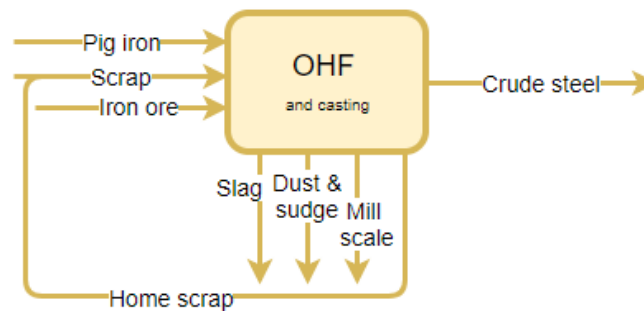 Pig iron
Scrap
Iron ore
OHF
and casting
Crude steel
Slag
Dust &
sudge
Mill
scale
Home scrap